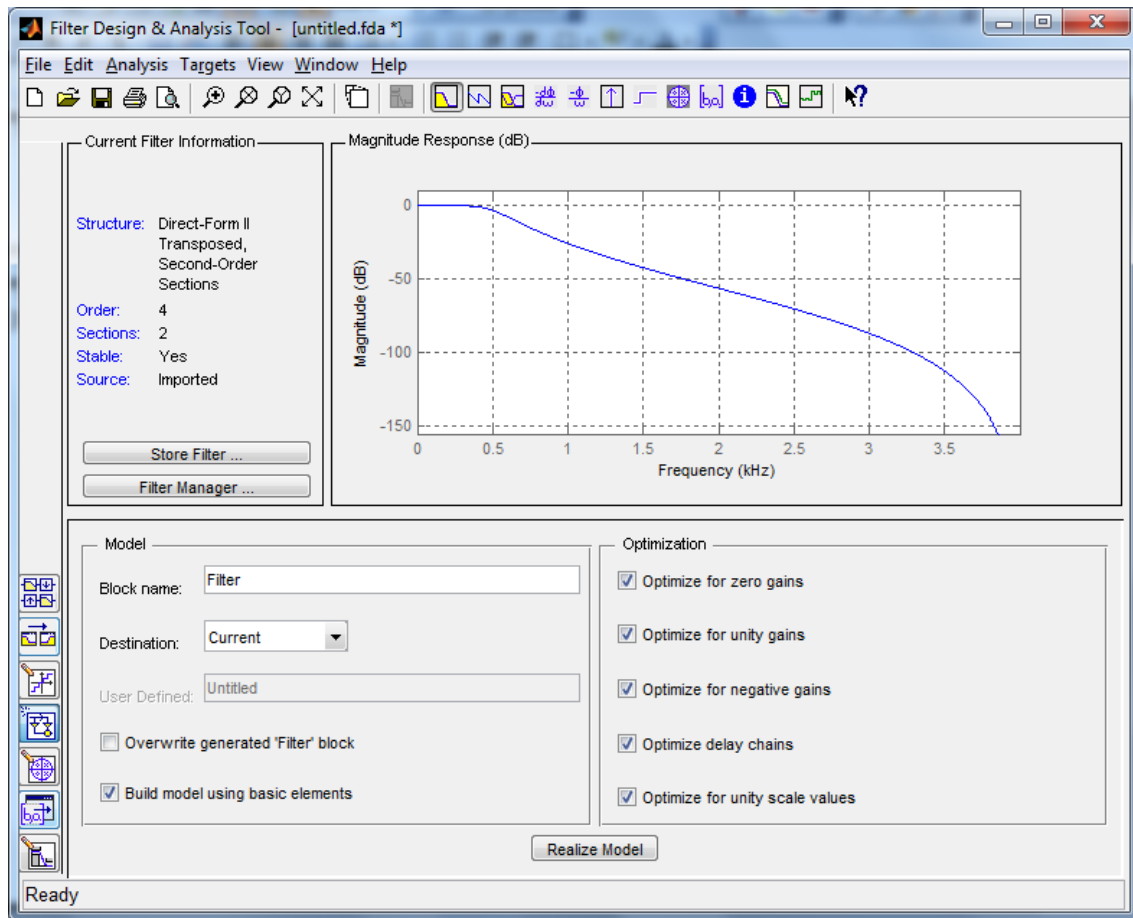 Filter Design & Analysis Tool - [untitled.fda *]
File Edit Analysis Targets View Window Help
Current Filter Information
Structure: Direct-Form II
Transposed,
Second-Order
Sections
Order: 4
Sections: 2
Stable: Yes
Source: Imported
Store Filter ...
Filter Manager ...
Magnitude Response (dB)
Magnitude (dB)
0
-50
-100
-150
0 0.5 1 1.5 2 2.5 3 3.5
Frequency (kHz)
Model
Block name: Filter
Destination: Current
User Defined: Untitled
Overwrite generated 'Filter' block
Build model using basic elements
Optimization
Optimize for zero gains
Optimize for unity gains
Optimize for negative gains
Optimize delay chains
Optimize for unity scale values
Realize Model
Ready